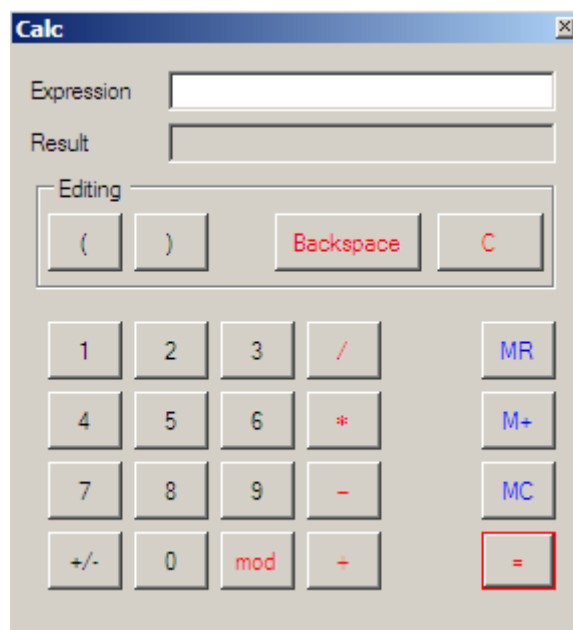 Calc
Expression
Result
Editing
( ) Backspace C
1 2 3 / MR
4 5 6 * M+
7 8 9 - MC
+/- 0 mod + =